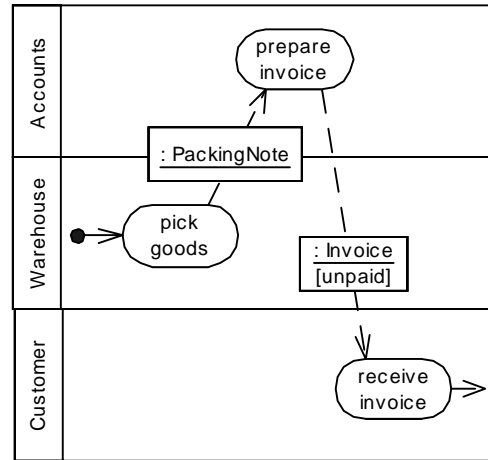 Accounts
prepare
invoice
: PackingNote
Warehouse
pick
goods
: Invoice
[unpaid]
Customer
receive
invoice